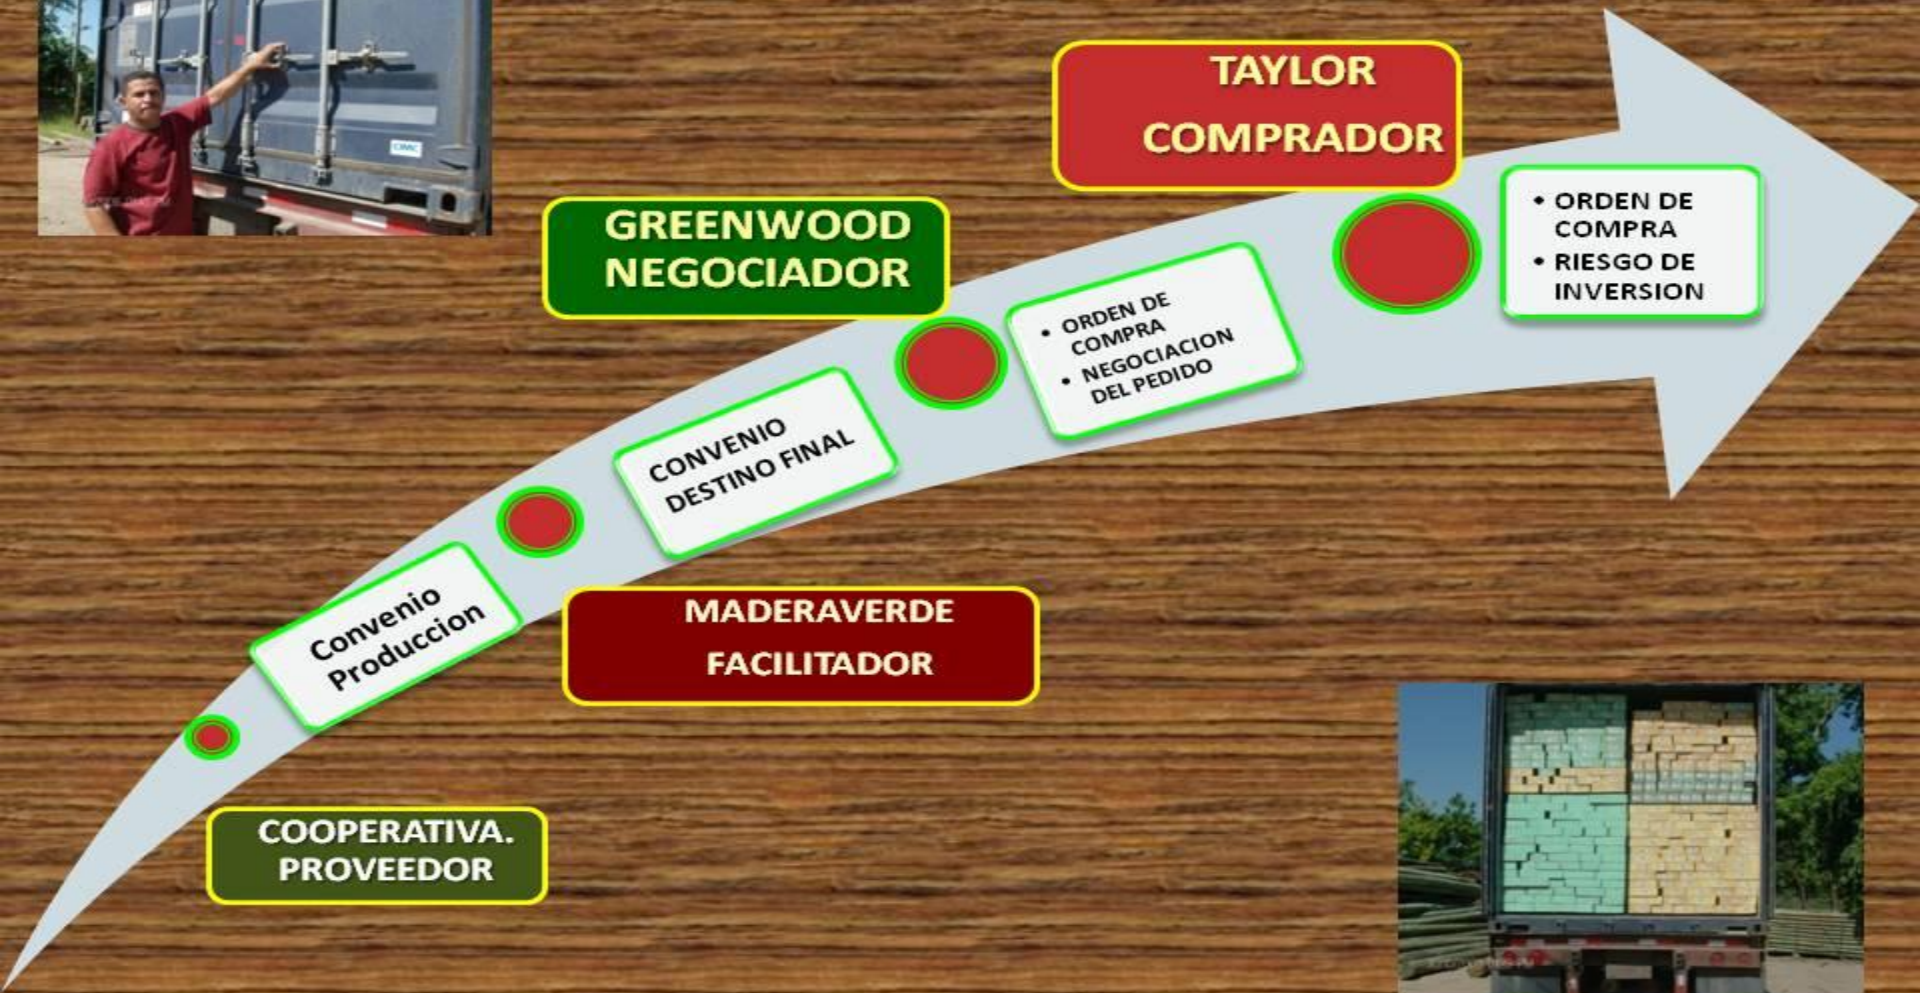 TAYLOR
COMPRADOR
GREENWOOD
NEGOCIADOR
• ORDEN DE
COMPRA
• RIESGO DE
INVERSION
• ORDEN DE
COMPRA
• NEGOCIACION
DEL PEDIDO
CONVENIO
DESTINO FINAL
Convenio
Produccion
MADERAVERDE
FACILITADOR
COOPERATIVA.
PROVEEDOR
CIMC